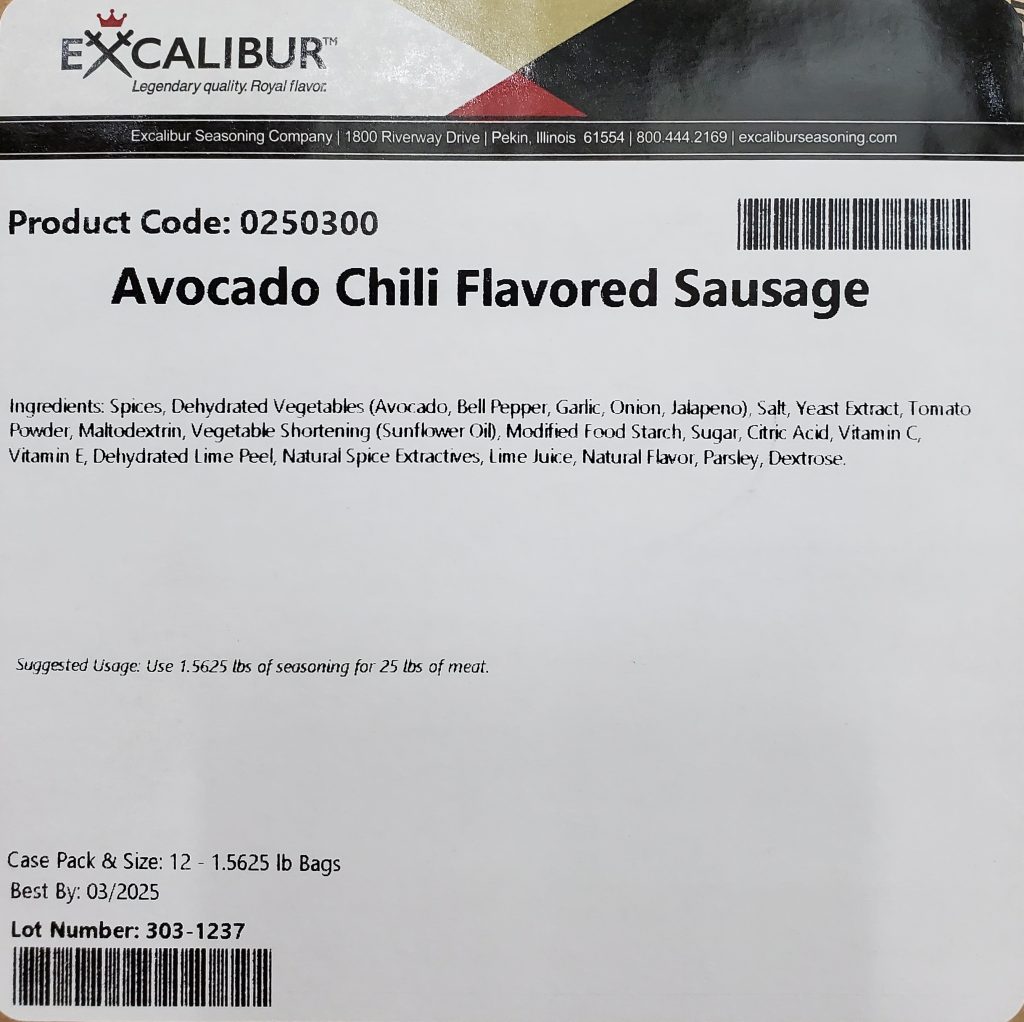 EXCALIBUR™
Legendary quality. Royal flavor.
Excalibur Seasoning Company | 1800 Riverway Drive | Pekin, Illinois 61554 | 800.444.2169 | excaliburseasoning.com
Product Code: 0250300
Avocado Chili Flavored Sausage
Ingredients: Spices, Dehydrated Vegetables (Avocado, Bell Pepper, Garlic, Onion, Jalapeno), Salt, Yeast Extract, Tomato
Powder, Maltodextrin, Vegetable Shortening (Sunflower Oil), Modified Food Starch, Sugar, Citric Acid, Vitamin C,
Vitamin E, Dehydrated Lime Peel, Natural Spice Extractives, Lime Juice, Natural Flavor, Parsley, Dextrose.
Suggested Usage: Use 1.5625 lbs of seasoning for 25 lbs of meat.
Case Pack & Size: 12 - 1.5625 lb Bags
Best By: 03/2025
Lot Number: 303-1237